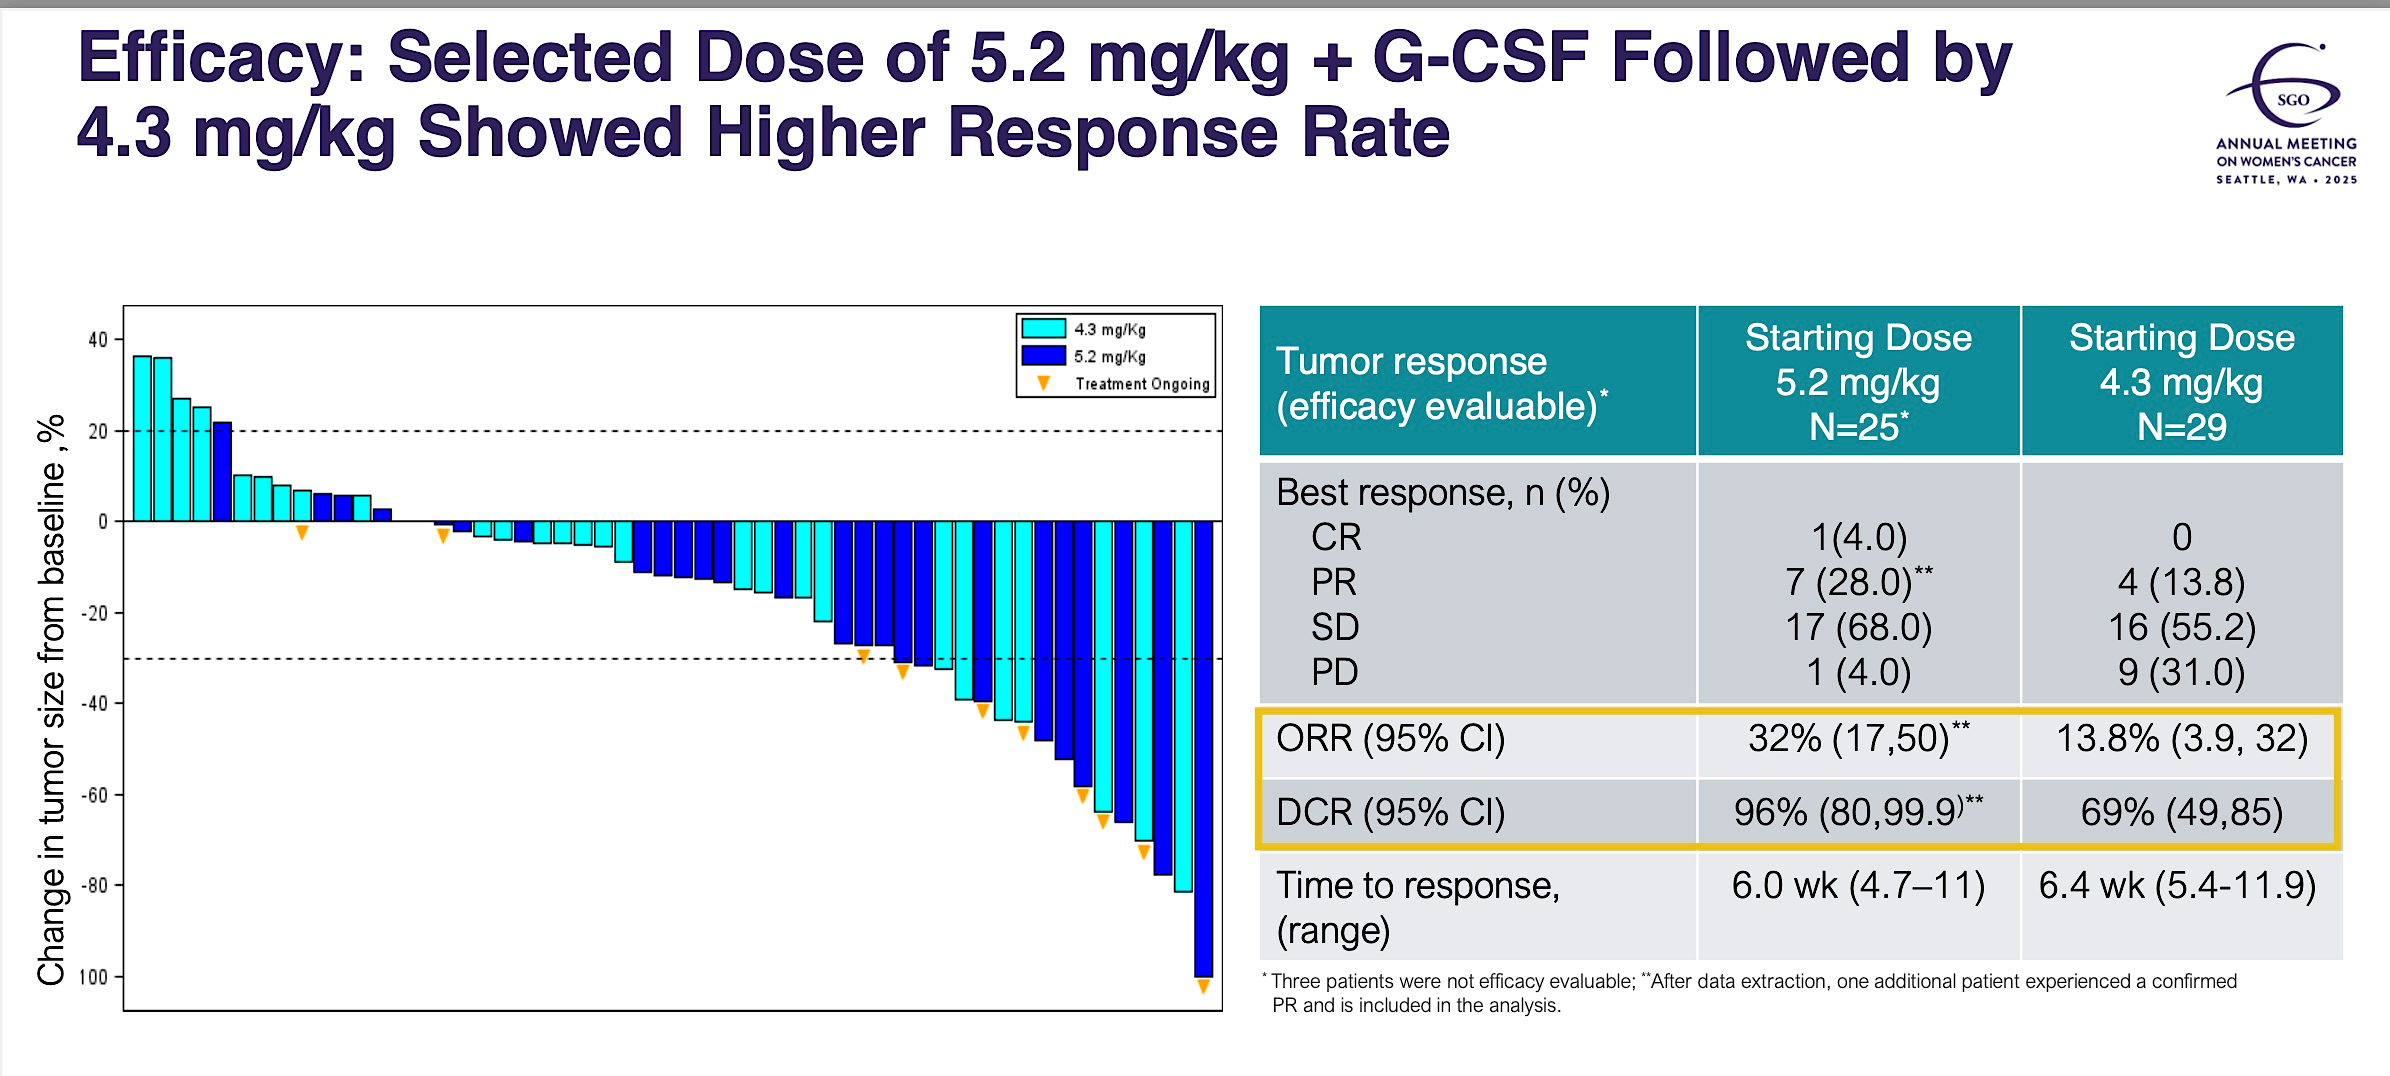 Efficacy: Selected Dose of 5.2 mg/kg + G-CSF Followed by
4.3 mg/kg Showed Higher Response Rate
SGO
ANNUAL MEETING
ON WOMEN'S CANCER
SEATTLE, WA • 2025
Change in tumor size from baseline ,%
40
20
0
-20
-40
-60
-80
100
4.3 mg/Kg
5.2 mg/Kg
Treatment Ongoing
Tumor response
(efficacy evaluable)*
Starting Dose
5.2 mg/kg
N=25*
Starting Dose
4.3 mg/kg
N=29
Best response, n (%)
CR 1(4.0) 0
PR 7 (28.0)** 4 (13.8)
SD 17 (68.0) 16 (55.2)
PD 1 (4.0) 9 (31.0)
ORR (95% CI) 32% (17,50)** 13.8% (3.9, 32)
DCR (95% CI) 96% (80,99.9)** 69% (49,85)
Time to response, 6.0 wk (4.7–11) 6.4 wk (5.4-11.9)
(range)
* Three patients were not efficacy evaluable; **After data extraction, one additional patient experienced a confirmed
PR and is included in the analysis.